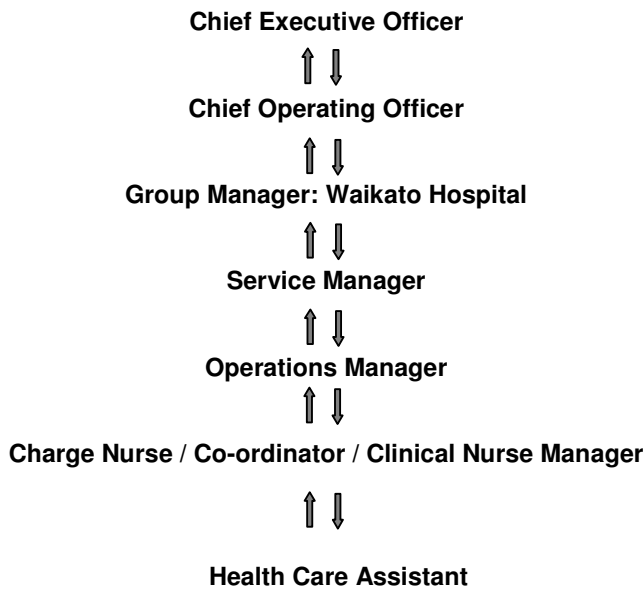 Chief Executive Officer
Chief Operating Officer
Group Manager: Waikato Hospital
Service Manager
Operations Manager
Charge Nurse / Co-ordinator / Clinical Nurse Manager
Health Care Assistant